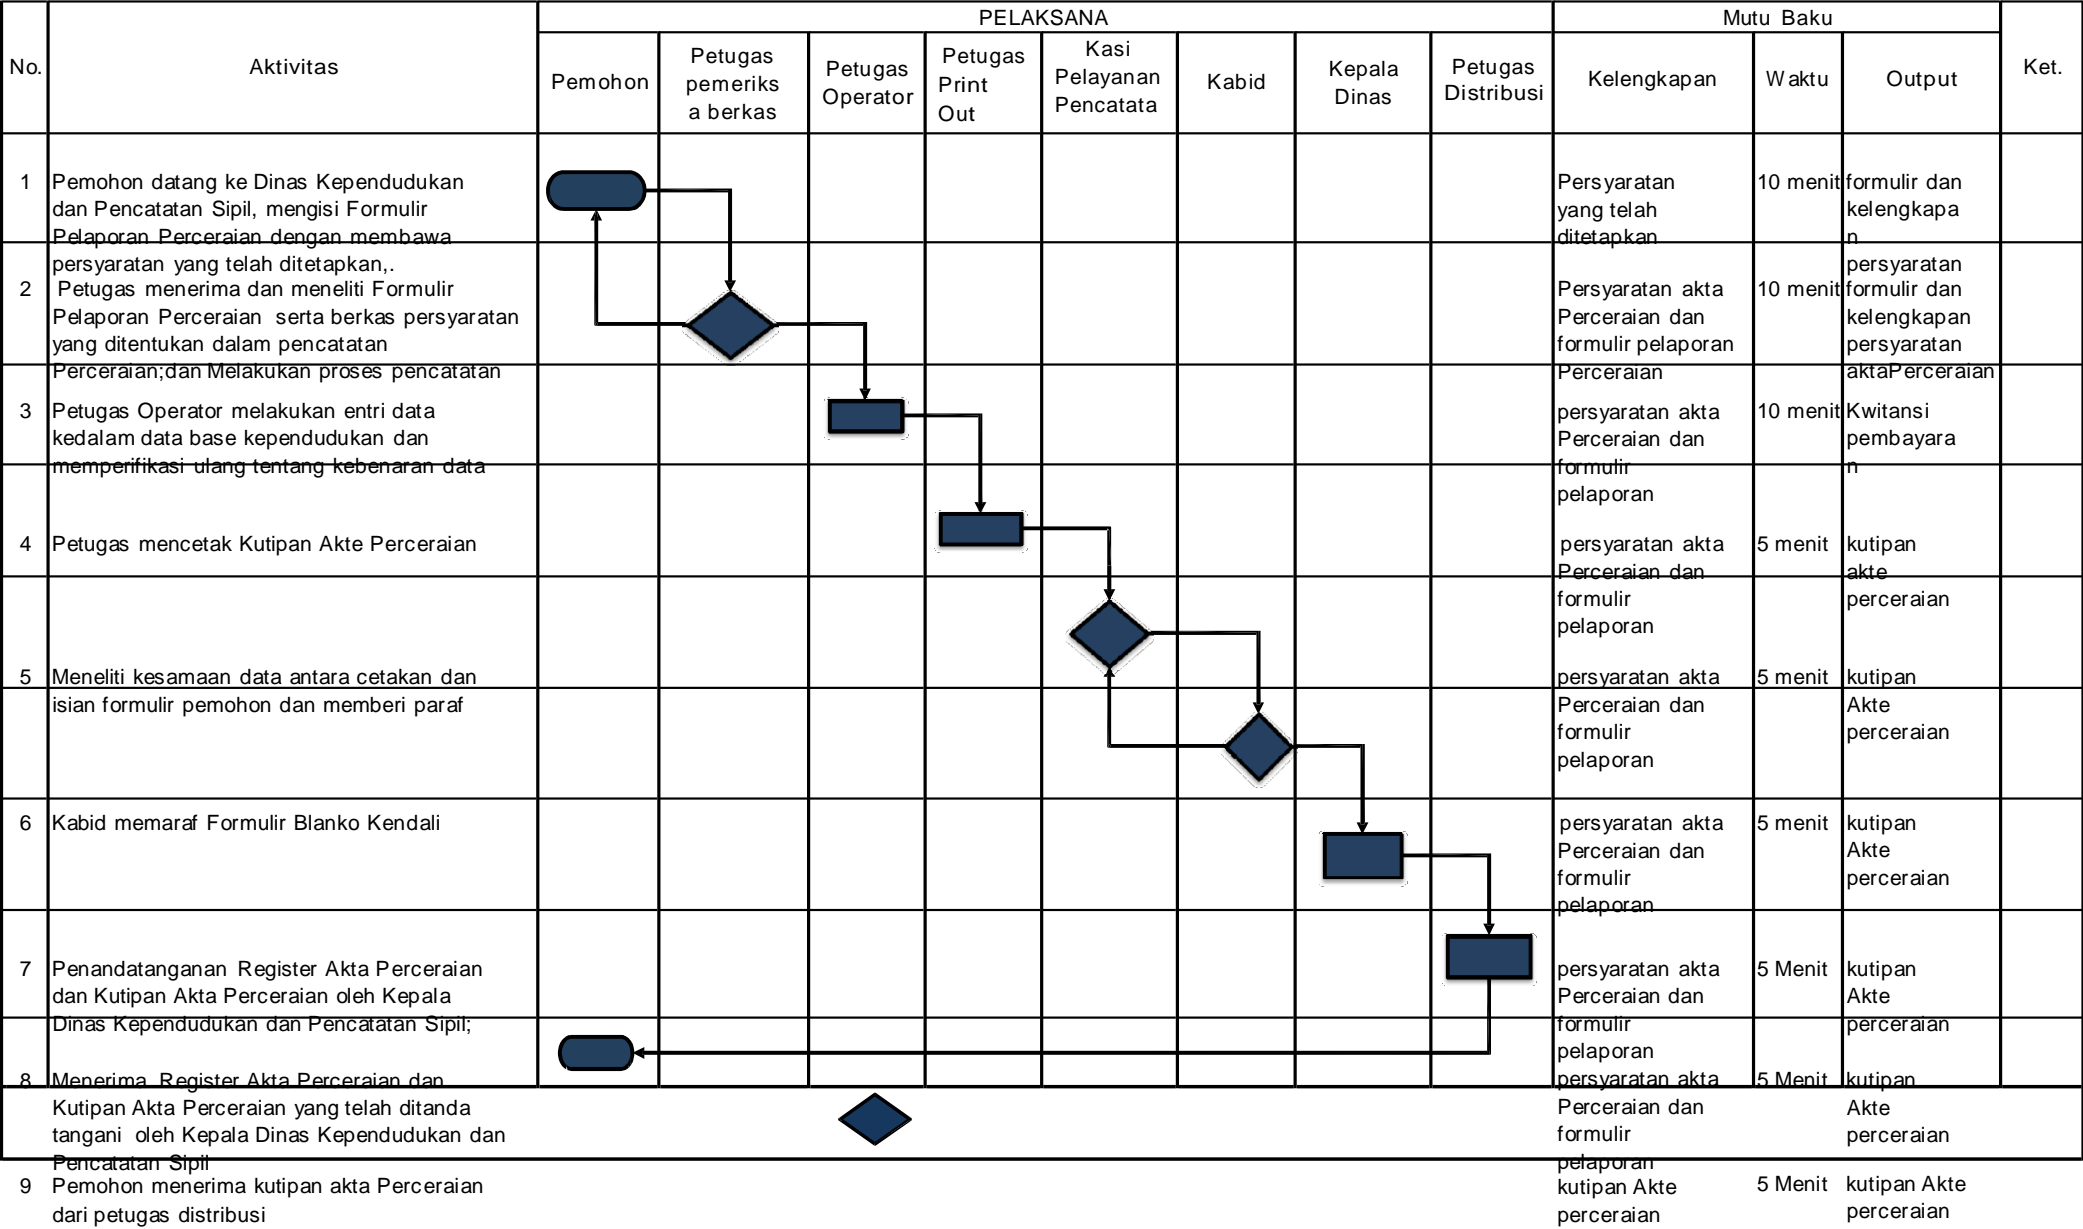 No.
Aktivitas
PELAKSANA
Mutu Baku
Ket.
Pemohon
Petugas
pemeriks
a berkas
Petugas
Operator
Petugas
Print
Out
Kasi
Pelayanan
Pencatata
Kabid
Kepala
Dinas
Petugas
Distribusi
Kelengkapan
Waktu
Output
1
Pemohon datang ke Dinas Kependudukan
dan Pencatatan Sipil, mengisi Formulir
Pelaporan Perceraian dengan membawa
persyaratan yang telah ditetapkan,.
Persyaratan
yang telah
ditetapkan
10 menit
formulir dan
kelengkapa
n
persyaratan
2
Petugas menerima dan meneliti Formulir
Pelaporan Perceraian serta berkas persyaratan
yang ditentukan dalam pencatatan
Perceraian;dan Melakukan proses pencatatan
Persyaratan akta
Perceraian dan
formulir pelaporan
Perceraian
10 menit
formulir dan
kelengkapan
persyaratan
aktaPerceraian
3
Petugas Operator melakukan entri data
kedalam data base kependudukan dan
memperifikasi ulang tentang kebenaran data
persyaratan akta
Perceraian dan
formulir
pelaporan
10 menit
Kwitansi
pembayara
n
4
Petugas mencetak Kutipan Akte Perceraian
persyaratan akta
Perceraian dan
formulir
pelaporan
5 menit
kutipan
akte
perceraian
5
Meneliti kesamaan data antara cetakan dan
isian formulir pemohon dan memberi paraf
persyaratan akta
Perceraian dan
formulir
pelaporan
5 menit
kutipan
Akte
perceraian
6
Kabid memaraf Formulir Blanko Kendali
persyaratan akta
Perceraian dan
formulir
pelaporan
5 menit
kutipan
Akte
perceraian
7
Penandatanganan Register Akta Perceraian
dan Kutipan Akta Perceraian oleh Kepala
Dinas Kependudukan dan Pencatatan Sipil;
persyaratan akta
Perceraian dan
formulir
pelaporan
5 Menit
kutipan
Akte
perceraian
8
Menerima Register Akta Perceraian dan
Kutipan Akta Perceraian yang telah ditanda
tangani oleh Kepala Dinas Kependudukan dan
Pencatatan Sipil
persyaratan akta
Perceraian dan
formulir
pelaporan
5 Menit
kutipan
Akte
perceraian
9
Pemohon menerima kutipan akta Perceraian
dari petugas distribusi
kutipan Akte
perceraian
5 Menit
kutipan Akte
perceraian